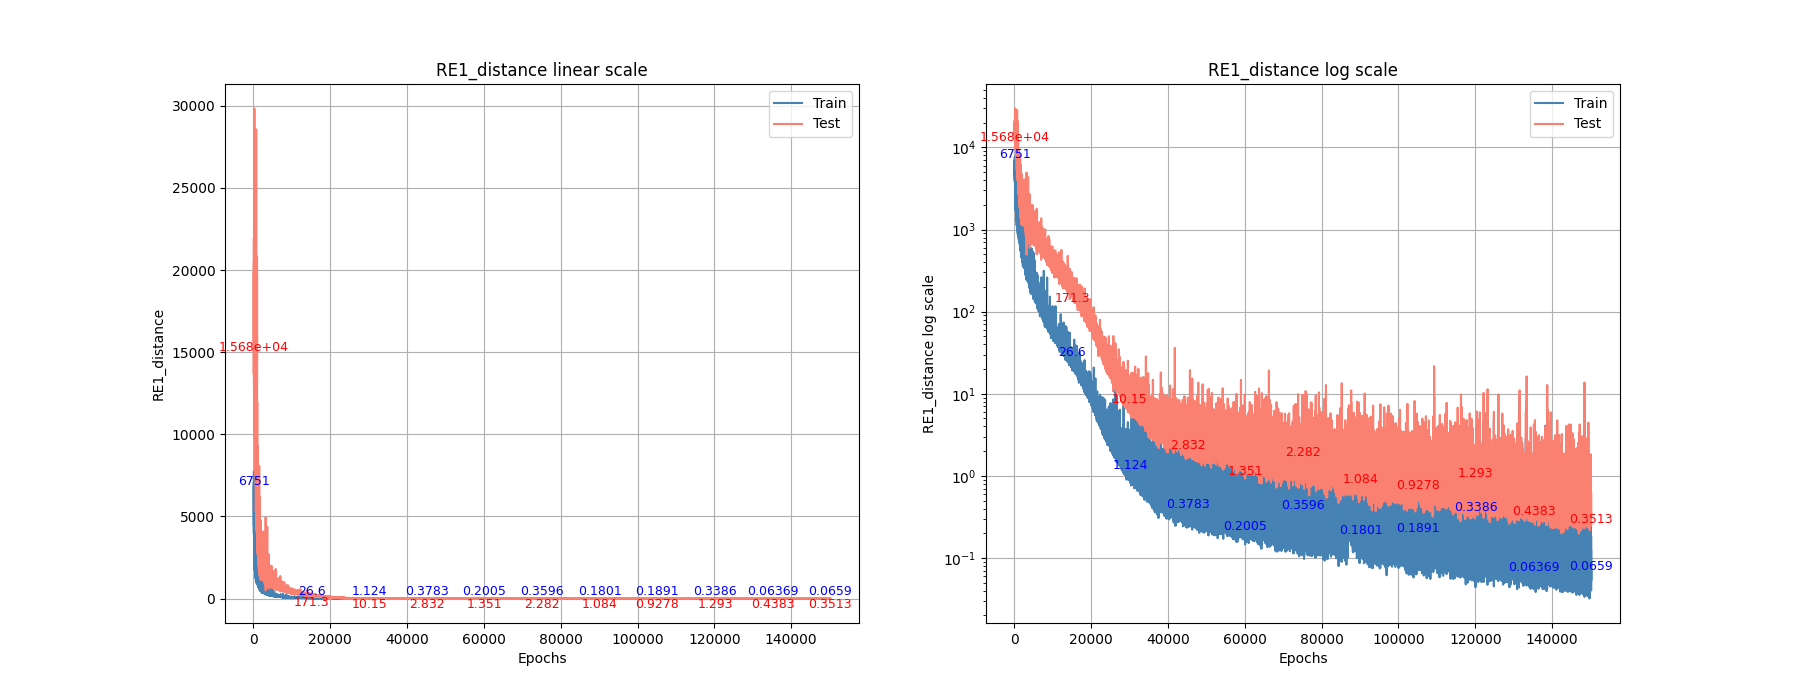 RE1_distance linear scale
RE1_distance
30000
25000
20000
15000
10000
5000
0
Train
Test
1.568e+04
6751
26.6 1.124 0.3783 0.2005 0.3596 0.1801 0.1891 0.3386 0.06369 0.0659
171.3 10.15 2.832 1.351 2.282 1.084 0.9278 1.293 0.4383 0.3513
0 20000 40000 60000 80000 100000 120000 140000
Epochs
RE1_distance log scale
RE1_distance log scale
10⁴
10³
10²
10¹
10⁰
10⁻¹
Train
Test
1.568e+04
6751
171.3
26.6
10.15
1.124
2.832
0.3783
1.351
0.2005
2.282
0.3596
1.084
0.1801
0.9278
0.1891
1.293
0.3386
0.4383
0.06369
0.3513
0.0659
0 20000 40000 60000 80000 100000 120000 140000
Epochs